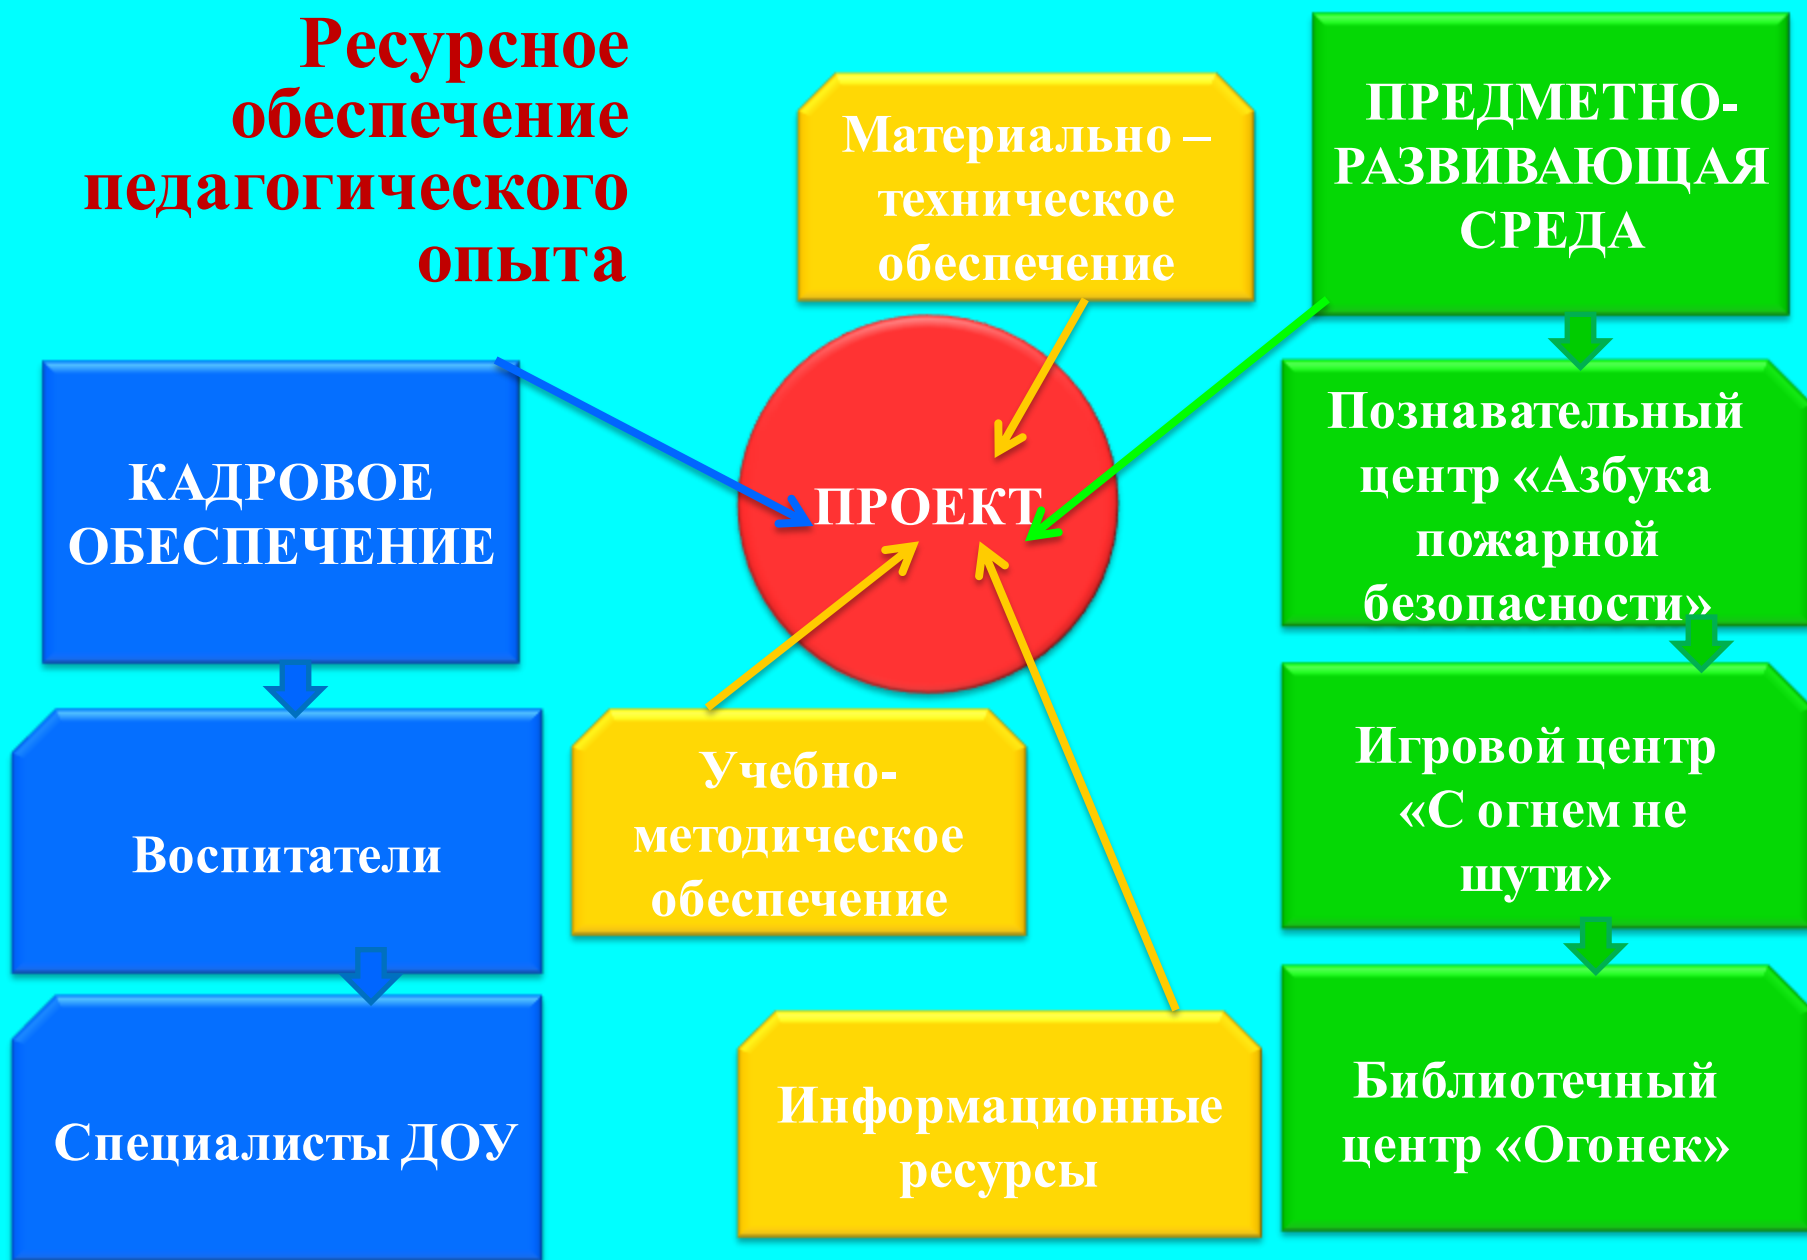 Ресурсное
обеспечение
педагогического
опыта
Материально –
техническое
обеспечение
ПРЕДМЕТНО-
РАЗВИВАЮЩАЯ
СРЕДА
КАДРОВОЕ
ОБЕСПЕЧЕНИЕ
ПРОЕКТ
Познавательный
центр «Азбука
пожарной
безопасности»
Воспитатели
Учебно-
методическое
обеспечение
Игровой центр
«С огнем не
шути»
Специалисты ДОУ
Информационные
ресурсы
Библиотечный
центр «Огонек»